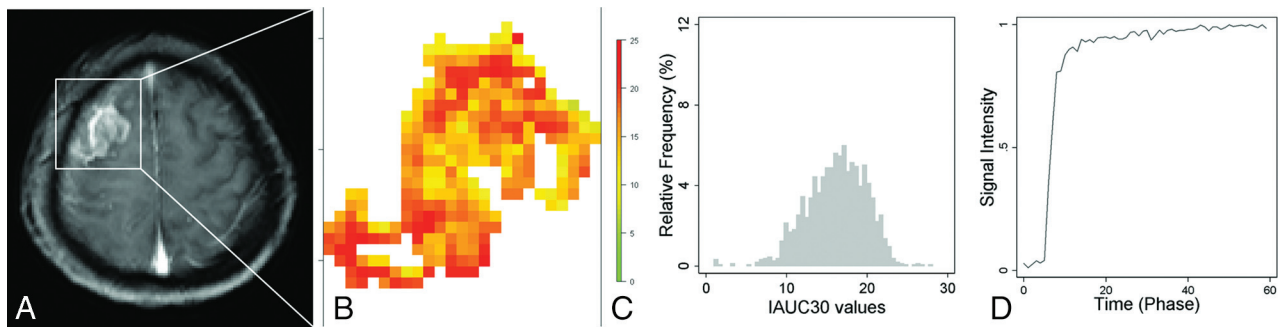 A
B
25
20
15
10
5
0
C
Relative Frequency (%)
12
8
4
0
0
10
20
30
IAUC30 values
D
Signal Intensity
1
.5
0
0
20
40
60
Time (Phase)